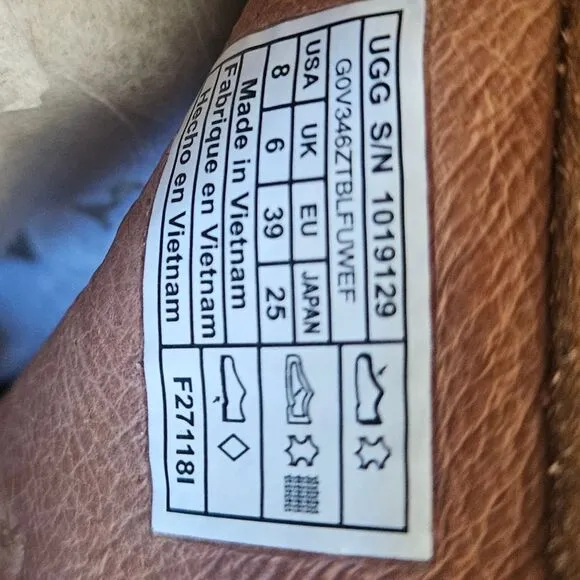 UGG S/N 1019129
G0V346ZTBLFUWEF
USA UK EU JAPAN
8 6 39 25
Made in Vietnam
Fabrique en Vietnam
Hecho en Vietnam
F27118I